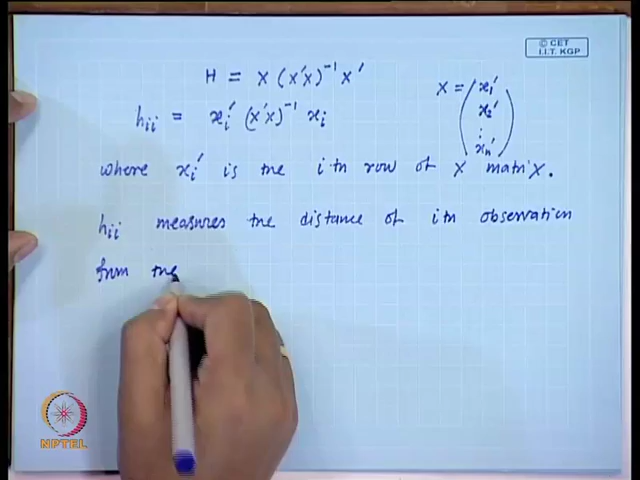 © CET
I.I.T. KGP
H = X (X'X)⁻¹ X'
X = (x₁' x₂' : xₙ')
hᵢᵢ = xᵢ' (X'X)⁻¹ xᵢ
where xᵢ' is the i th row of X matrix.
hᵢᵢ measures the distance of i th observation
from the
NPTEL